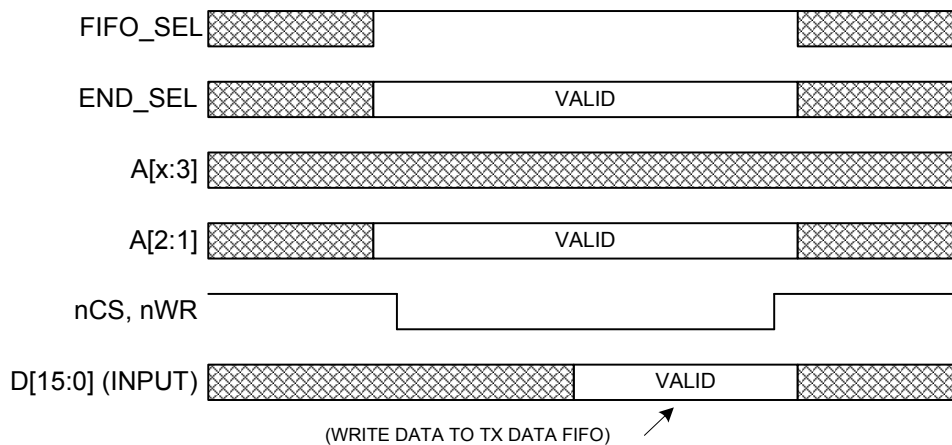 FIFO_SEL
END_SEL VALID
A[x:3]
A[2:1] VALID
nCS, nWR
D[15:0] (INPUT) VALID
(WRITE DATA TO TX DATA FIFO)